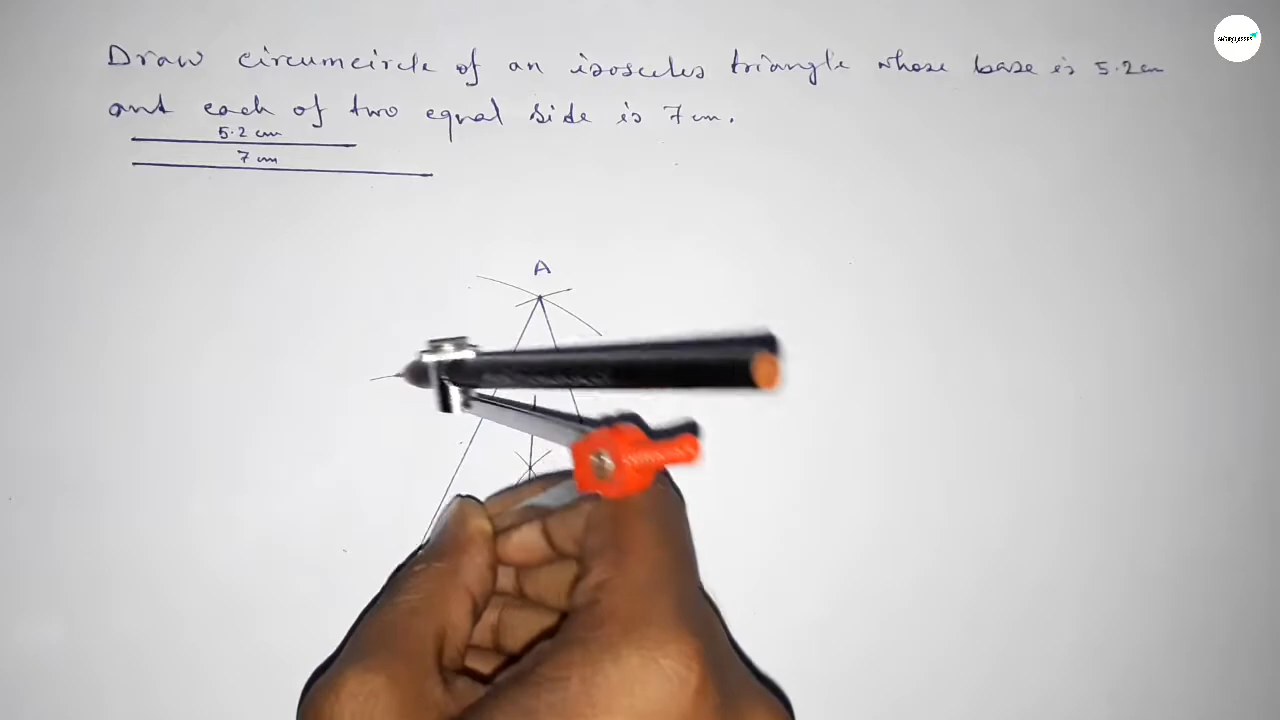 Draw circumcircle of an isosceles triangle whose base is 5.2cm
and each of two equal side is 7cm.
5.2 cm
7 cm
A